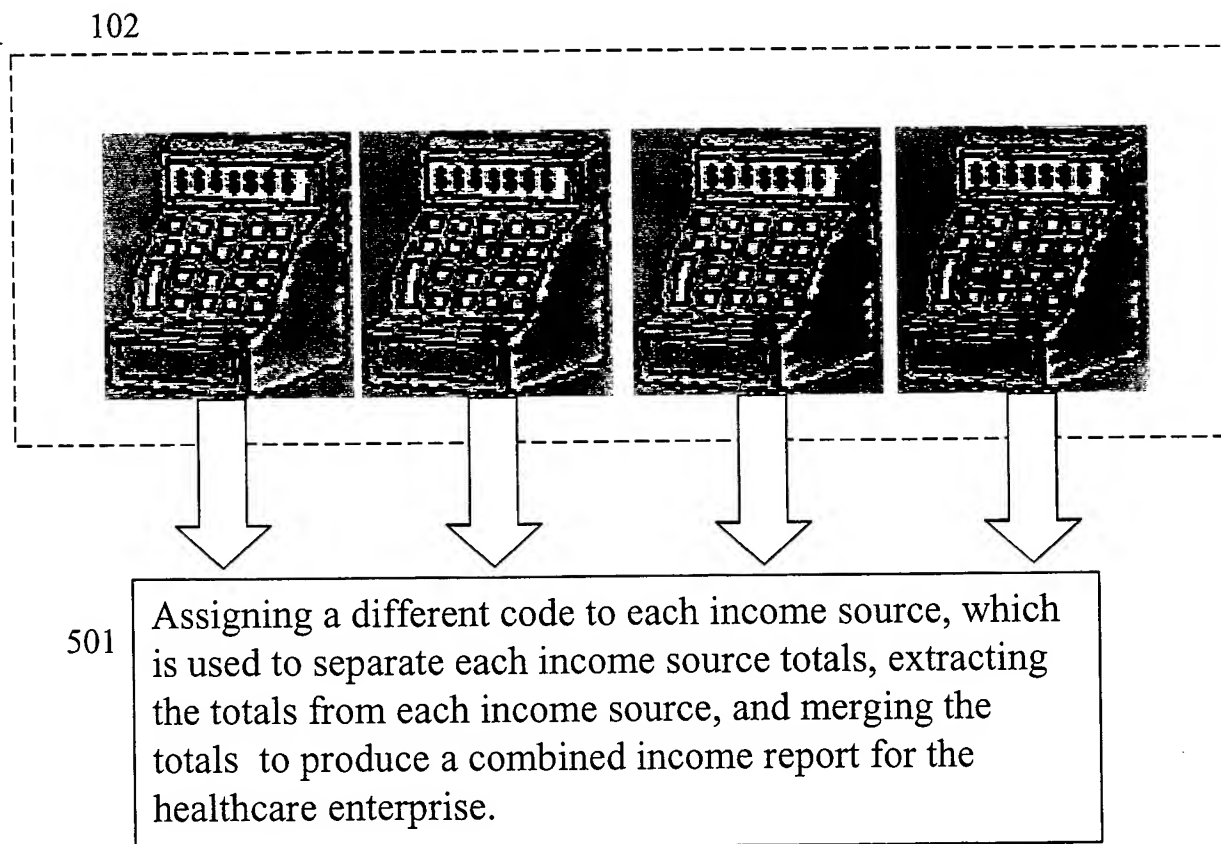 102
501
Assigning a different code to each income source, which
is used to separate each income source totals, extracting
the totals from each income source, and merging the
totals to produce a combined income report for the
healthcare enterprise.